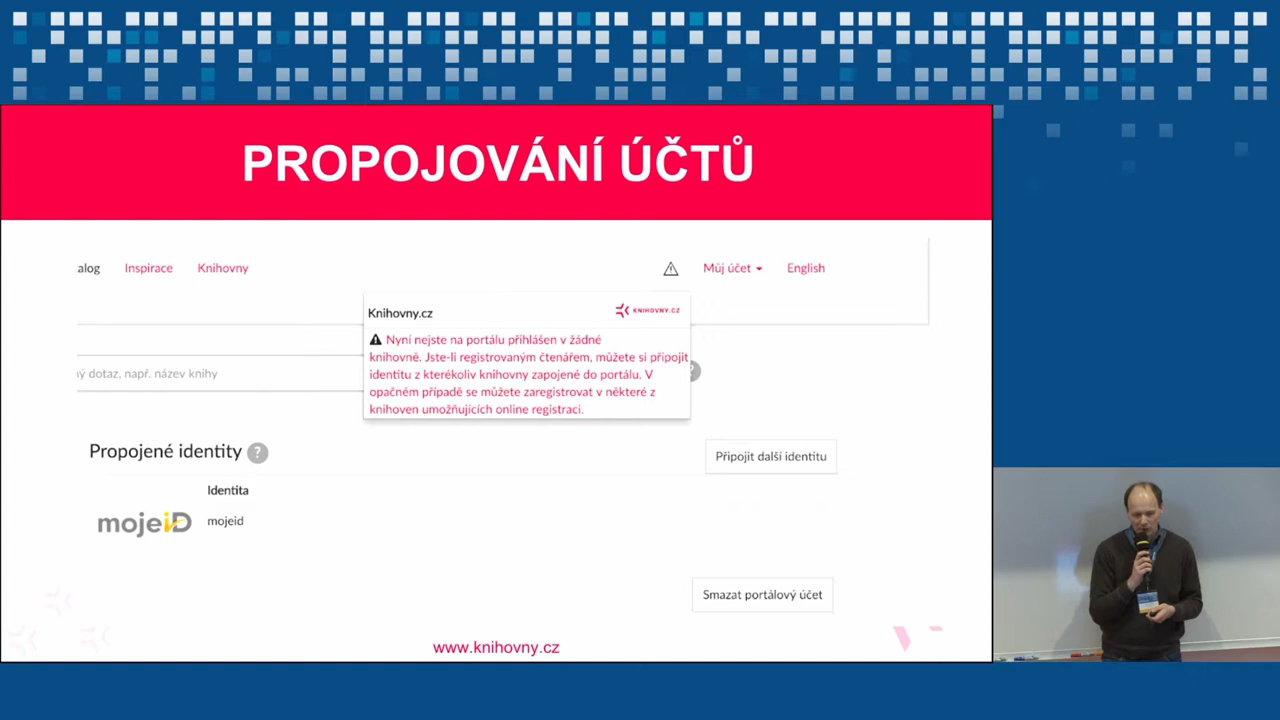 PROPOJOVÁNÍ ÚČTŮ
alog Inspirace Knihovny Můj účet English
Knihovny.cz KNIHOVNY.CZ
Nyní nejste na portálu přihlášen v žádné
knihovně. Jste-li registrovaným čtenářem, můžete si připojit
identitu z kterékoliv knihovny zapojené do portálu. V
opačném případě se můžete zaregistrovat v některé z
knihoven umožňujících online registraci.
ý dotaz, např. název knihy ?
Propojené identity ? Připojit další identitu
Identita
mojeiD mojeid
Smazat portálový účet
www.knihovny.cz